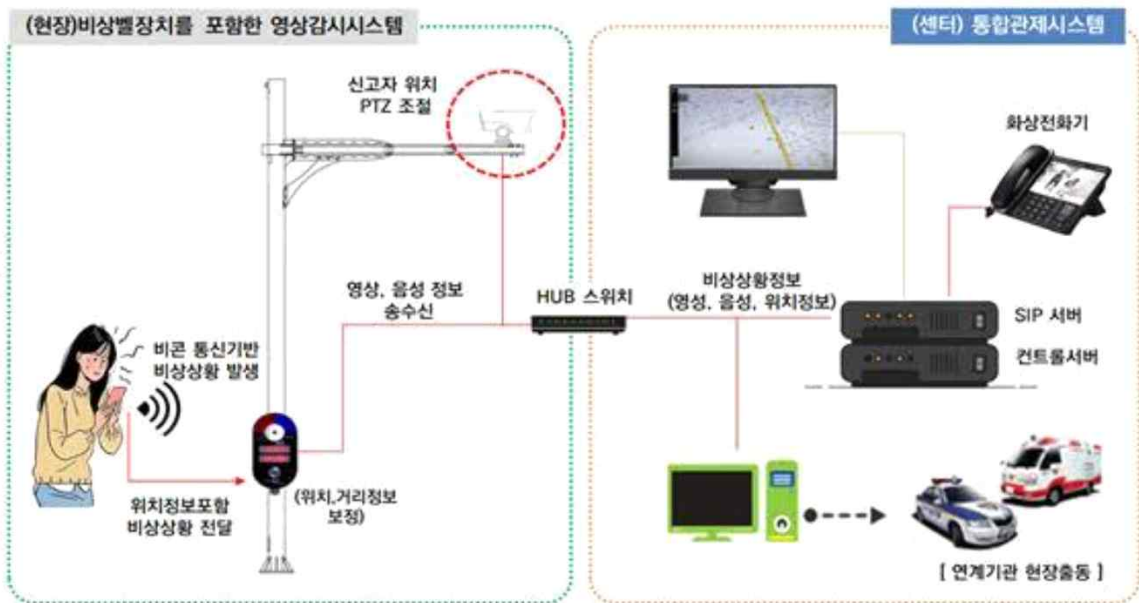 (현장)비상벨장치를 포함한 영상감시시스템
(센터) 통합관제시스템
신고자 위치
PTZ 조절
화상전화기
영상, 음성 정보
송수신
HUB 스위치
비상상황정보
(영성, 음성, 위치정보)
SIP 서버
컨트롤서버
비콘 통신기반
비상상황 발생
위치정보포함
비상상황 전달
(위치,거리정보
보정)
[ 연계기관 현장출동 ]